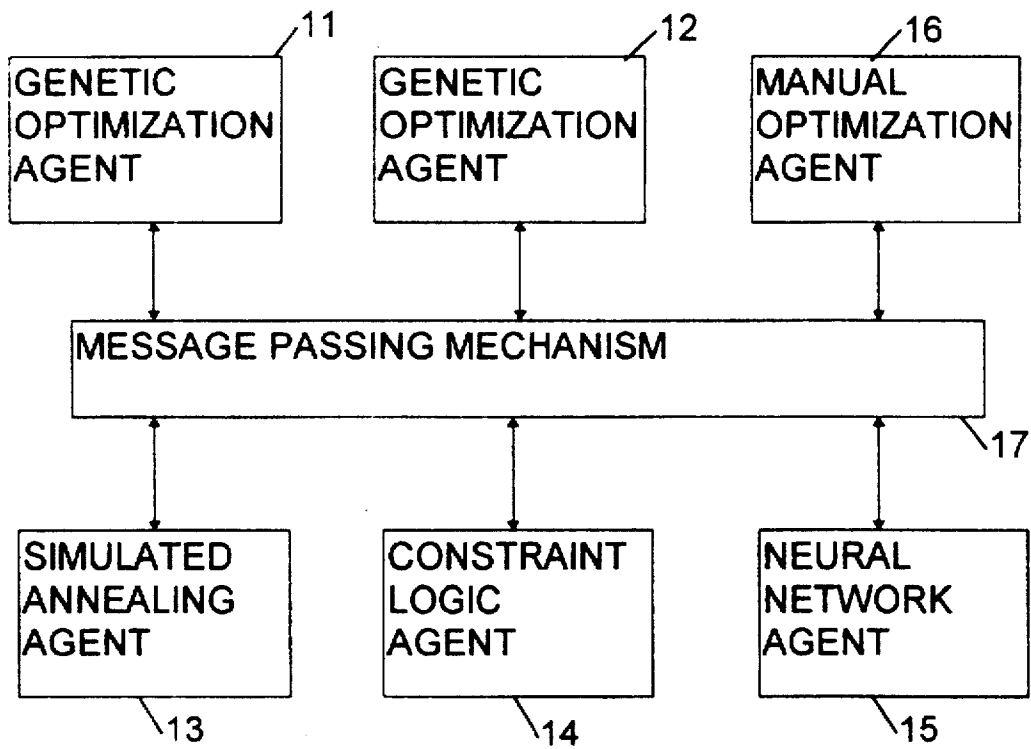 11
12
16
GENETIC
OPTIMIZATION
AGENT
GENETIC
OPTIMIZATION
AGENT
MANUAL
OPTIMIZATION
AGENT
MESSAGE PASSING MECHANISM
17
SIMULATED
ANNEALING
AGENT
CONSTRAINT
LOGIC
AGENT
NEURAL
NETWORK
AGENT
13
14
15